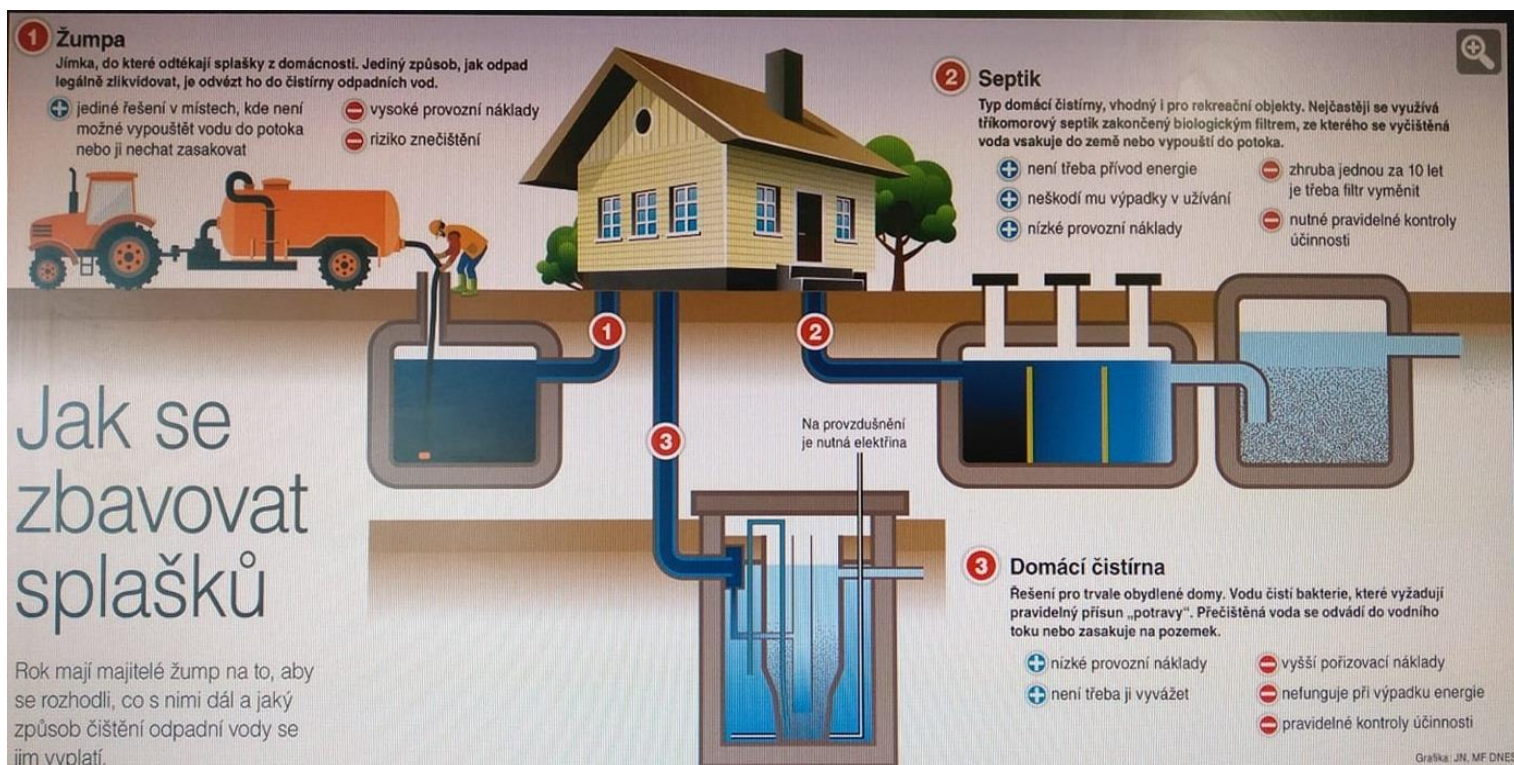 1 Žumpa
Jímka, do které odtékají splašky z domácnosti. Jediný způsob, jak odpad
legálně zlikvidovat, je odvézt ho do čistírny odpadních vod.
jediné řešení v místech, kde není
možné vypouštět vodu do potoka
nebo ji nechat zasakovat
vysoké provozní náklady
riziko znečištění
2 Septik
Typ domácí čistírny, vhodný i pro rekreační objekty. Nejčastěji se využívá
tříkomorový septik zakončený biologickým filtrem, ze kterého se vyčištěná
voda vsakuje do země nebo vypouští do potoka.
není třeba přívod energie
neškodí mu výpadky v užívání
nízké provozní náklady
zhruba jednou za 10 let
je třeba filtr vyměnit
nutné pravidelné kontroly
účinnosti
1
2
3
Na provzdušnění
je nutná elektřina
Jak se
zbavovat
splašků
Rok mají majitelé žump na to, aby
se rozhodli, co s nimi dál a jaký
způsob čištění odpadní vody se
jim vyplatí.
3 Domácí čistírna
Řešení pro trvale obydlené domy. Vodu čistí bakterie, které vyžadují
pravidelný přísun „potravy“. Přečištěná voda se odvádí do vodního
toku nebo zasakuje na pozemek.
nízké provozní náklady
není třeba ji vyvážet
vyšší pořizovací náklady
nefunguje při výpadku energie
pravidelné kontroly účinnosti
Grafika: JN, MF DNES